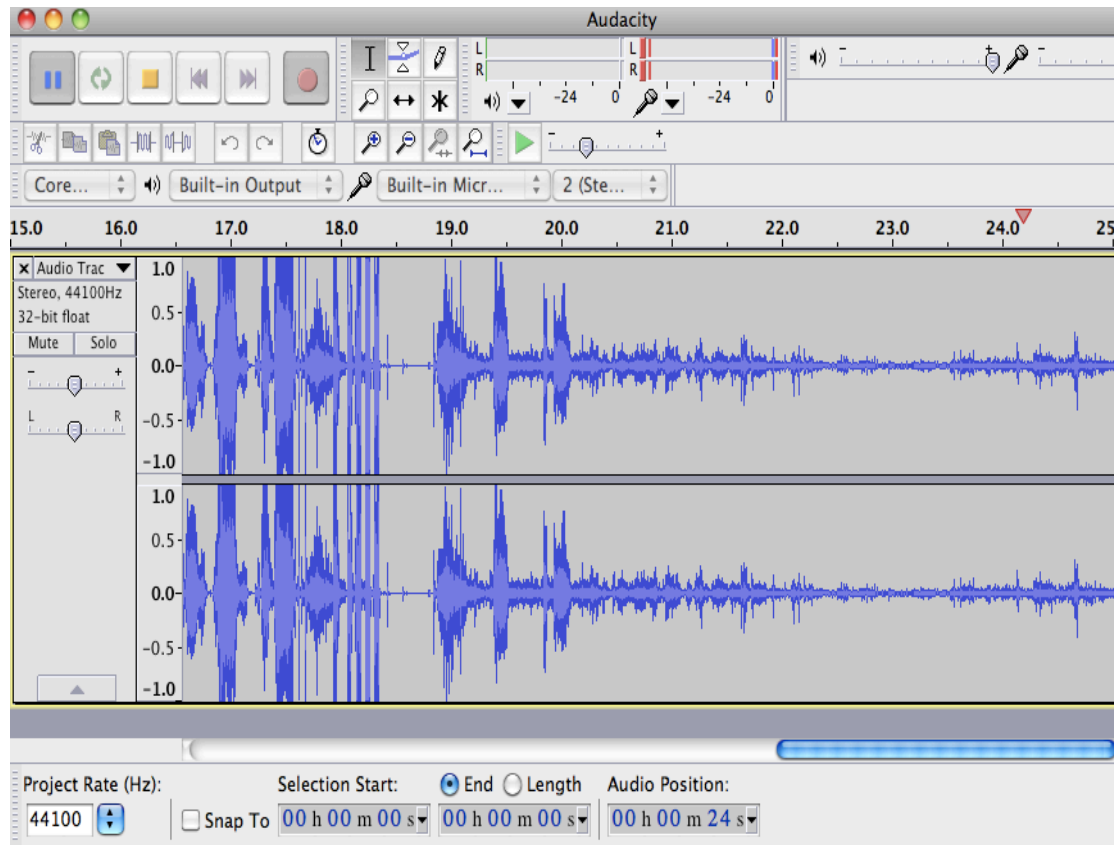 Audacity
L
R
-24 0
L
R
-24 0
- +
-
- +
Core... Built-in Output Built-in Micr... 2 (Ste...
15.0 16.0 17.0 18.0 19.0 20.0 21.0 22.0 23.0 24.0 25
x Audio Trac
Stereo, 44100Hz
32-bit float
Mute Solo
- +
L R
1.0
0.5-
0.0-
-0.5-
-1.0
1.0
0.5-
0.0-
-0.5-
-1.0
Project Rate (Hz): Selection Start: End Length Audio Position:
44100 Snap To 00 h 00 m 00 s 00 h 00 m 00 s 00 h 00 m 24 s